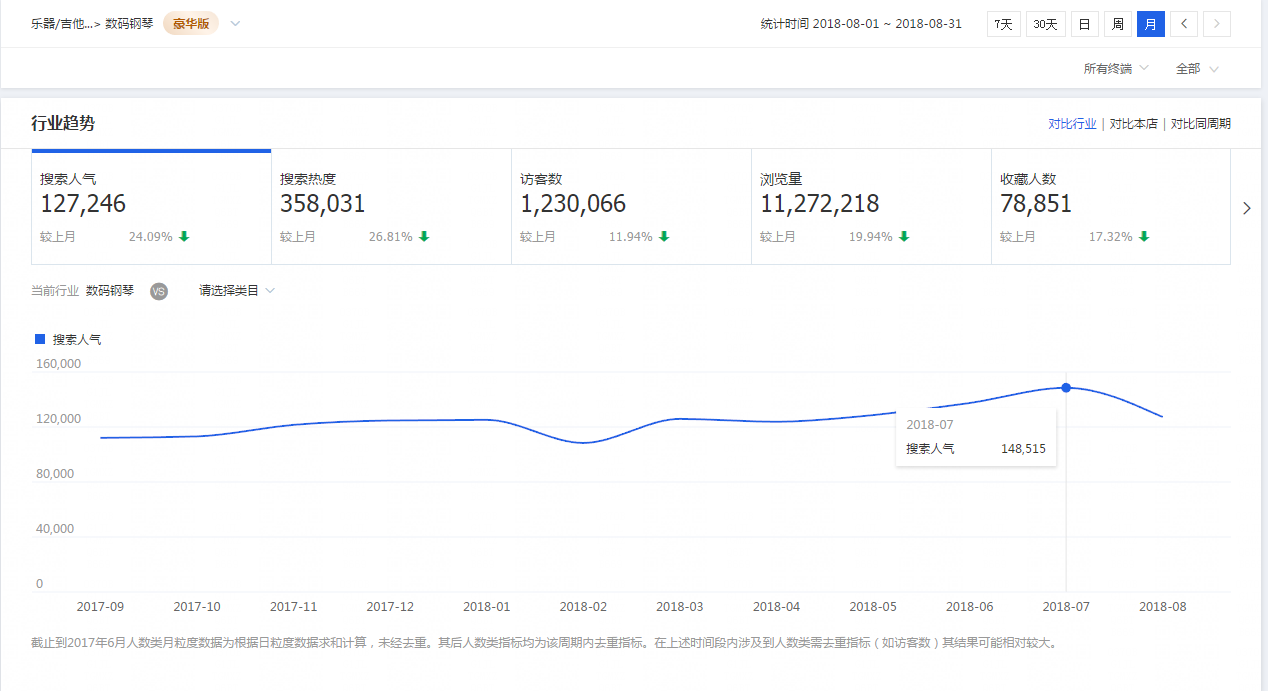 乐器/吉他...> 数码钢琴 豪华版 统计时间 2018-08-01 ~ 2018-08-31 7天 30天 日 周 月
所有终端 全部
行业趋势 对比行业 | 对比本店 | 对比同周期
搜索人气 搜索热度 访客数 浏览量 收藏人数
127,246 358,031 1,230,066 11,272,218 78,851
较上月 24.09% 较上月 26.81% 较上月 11.94% 较上月 19.94% 较上月 17.32%
当前行业 数码钢琴 VS 请选择类目
搜索人气
160,000
120,000
2018-07
搜索人气 148,515
80,000
40,000
0
2017-09 2017-10 2017-11 2017-12 2018-01 2018-02 2018-03 2018-04 2018-05 2018-06 2018-07 2018-08
截止到2017年6月人数类月粒度数据为根据日粒度数据求和计算，未经去重。其后人数类指标均为该周期内去重指标。在上述时间段内涉及到人数类需去重指标（如访客数）其结果可能相对较大。